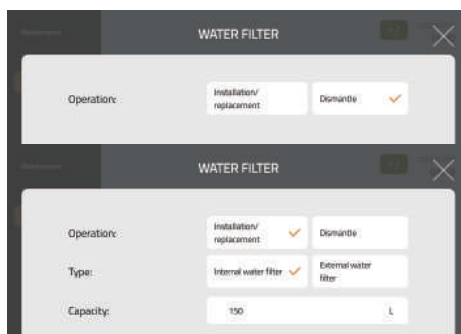 WATER FILTER
Operation:
Installation/
replacement
Dismantle
WATER FILTER
Operation:
Installation/
replacement
Dismantle
Type:
Internal water filter
External water
filter
Capacity:
150
L